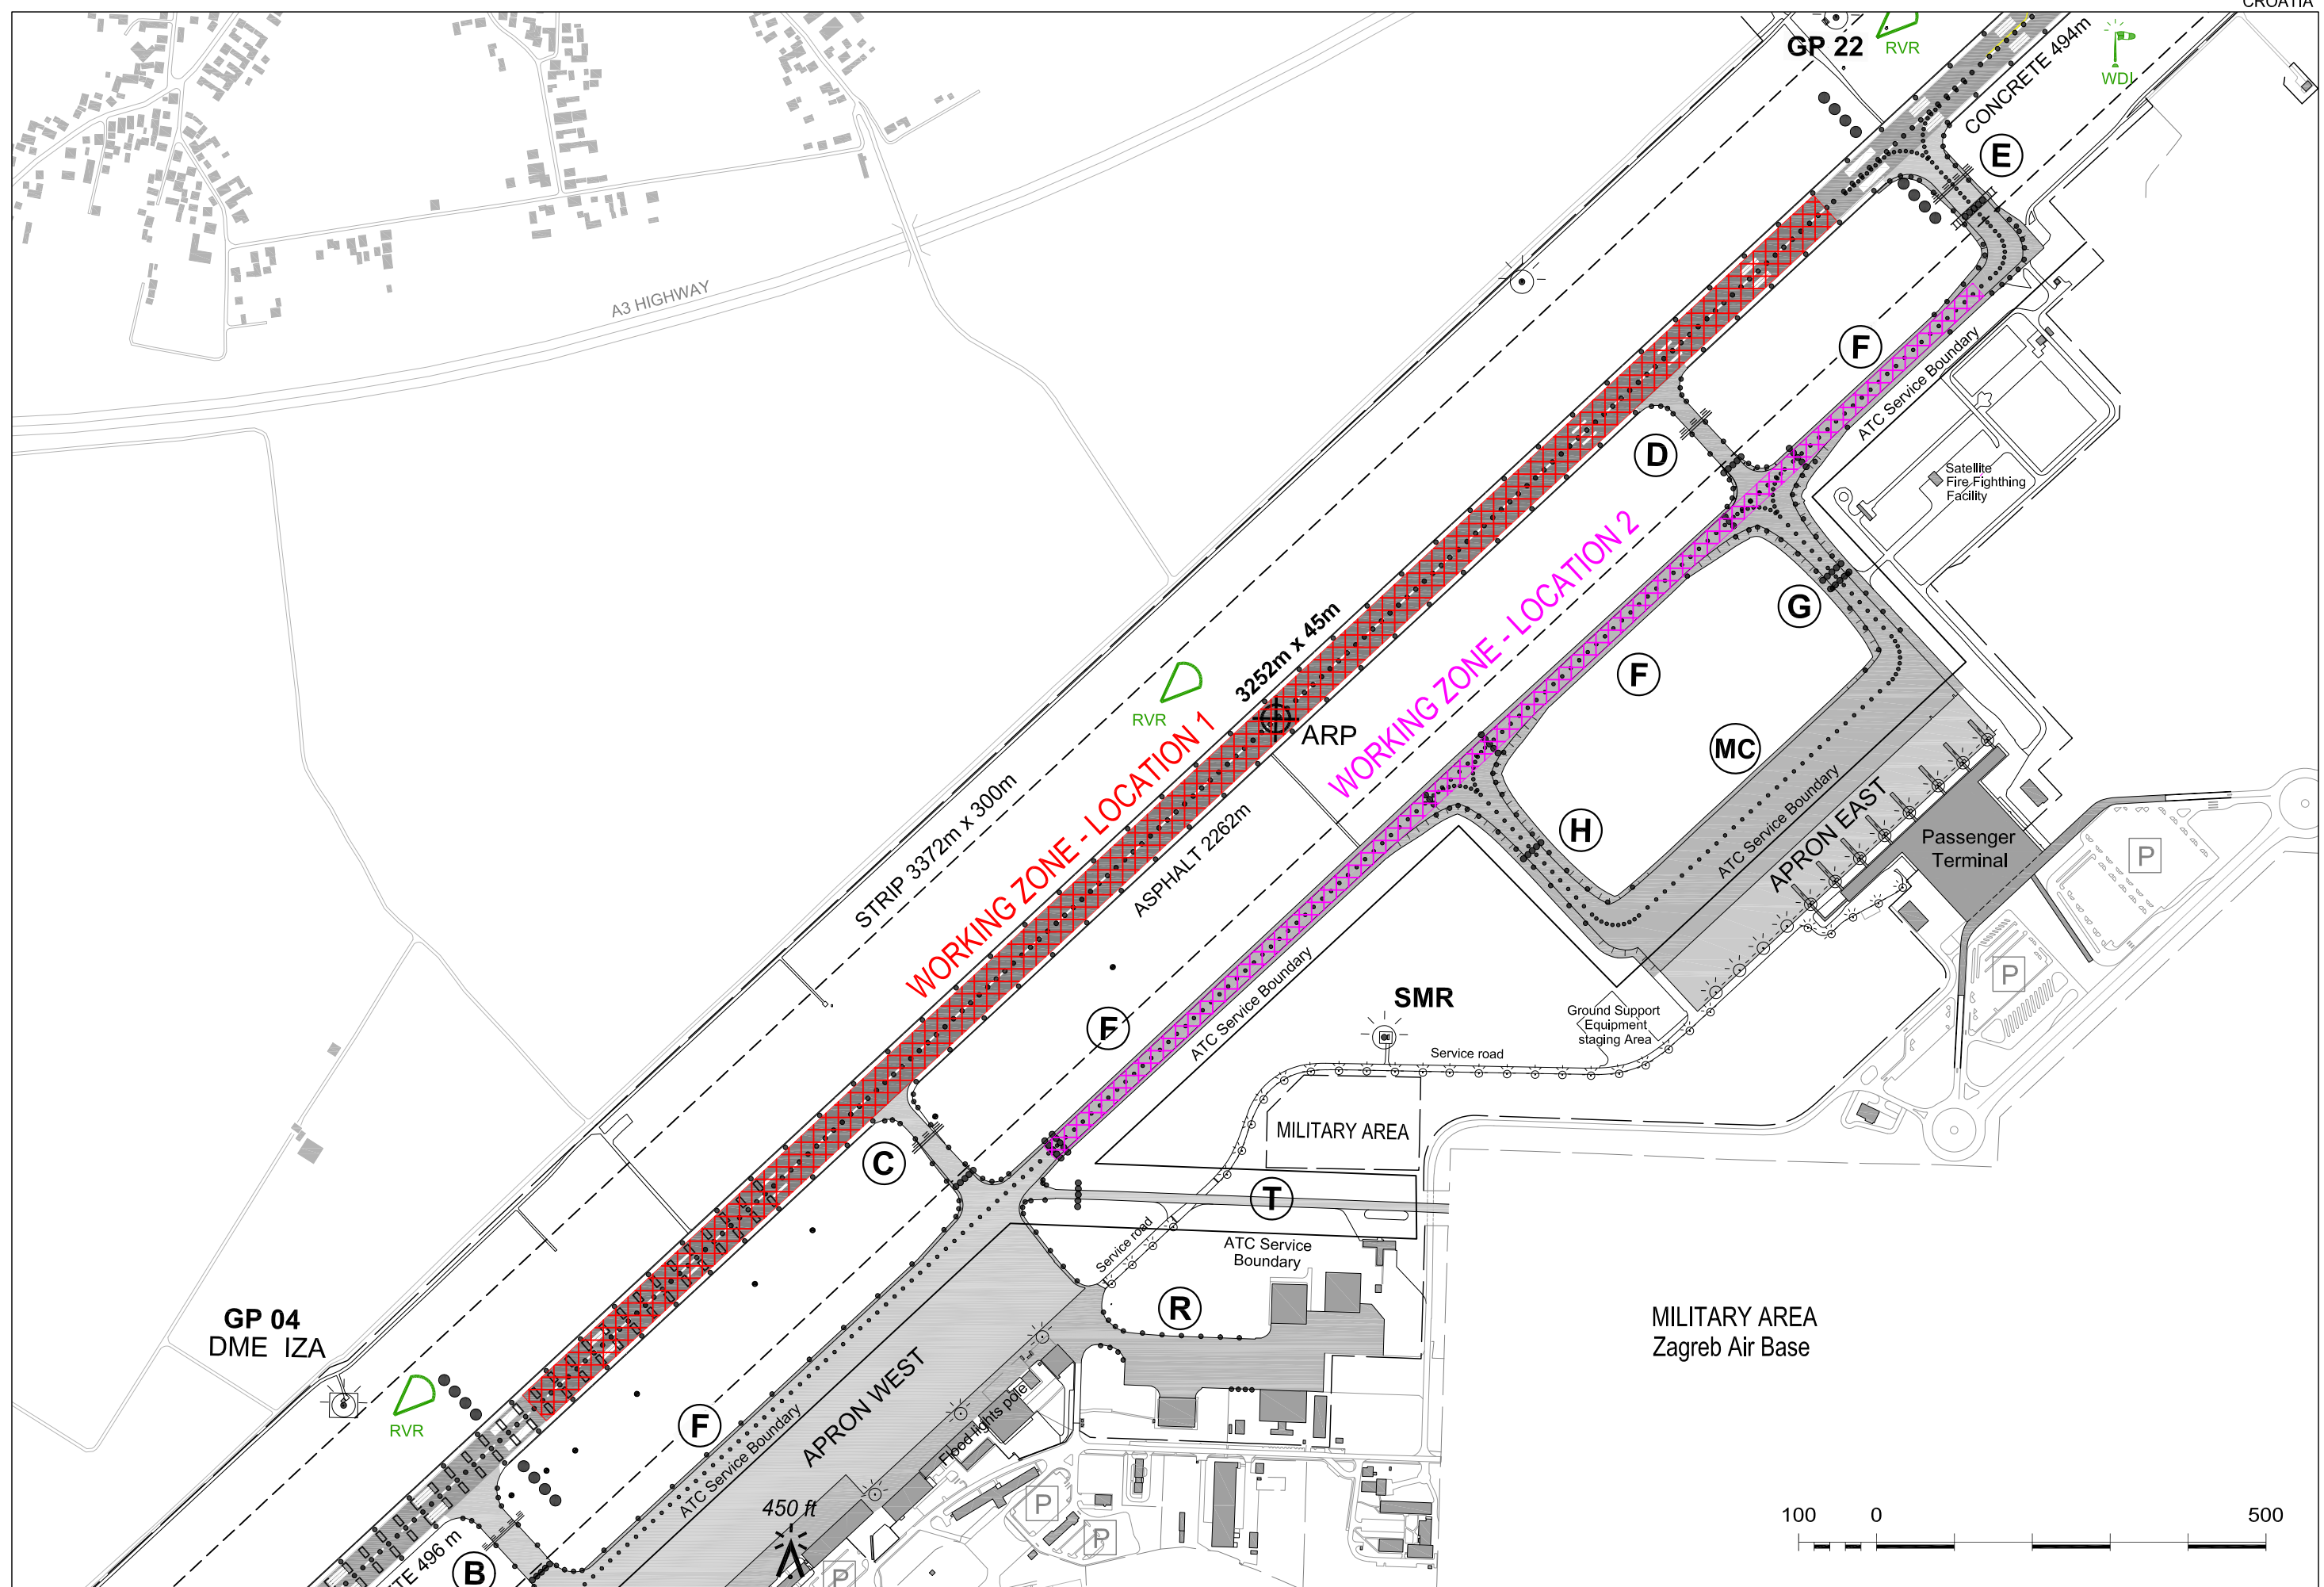 CROATIA
GP 22
RVR
WDI
CONCRETE 494m
E
A3 HIGHWAY
F
ATC Service Boundary
D
Satellite
Fire Fighthing
Facility
WORKING ZONE - LOCATION 2
G
3252m x 45m
F
RVR
ARP
MC
WORKING ZONE - LOCATION 1
STRIP 3372m x 300m
ASPHALT 2262m
H
ATC Service Boundary
APRON EAST
Passenger
Terminal
P
P
SMR
Ground Support
Equipment
staging Area
F
ATC Service Boundary
Service road
MILITARY AREA
C
T
Service road
ATC Service
Boundary
R
GP 04
DME IZA
MILITARY AREA
Zagreb Air Base
RVR
F
ATC Service Boundary
APRON WEST
Flood lights pole
450 ft
P
P
P
TE 496 m
B
100 0 500